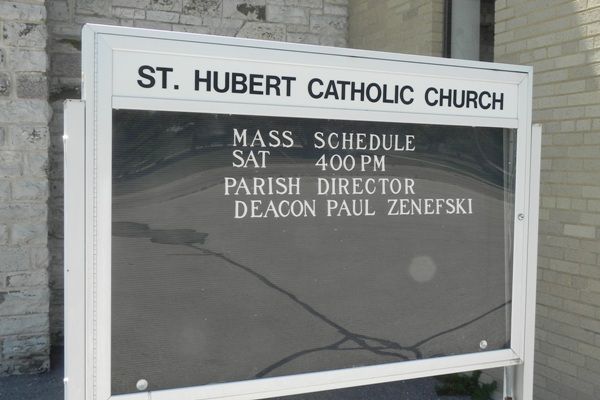 ST. HUBERT CATHOLIC CHURCH
MASS SCHEDULE
SAT 400 PM
PARISH DIRECTOR
DEACON PAUL ZENEFSKI